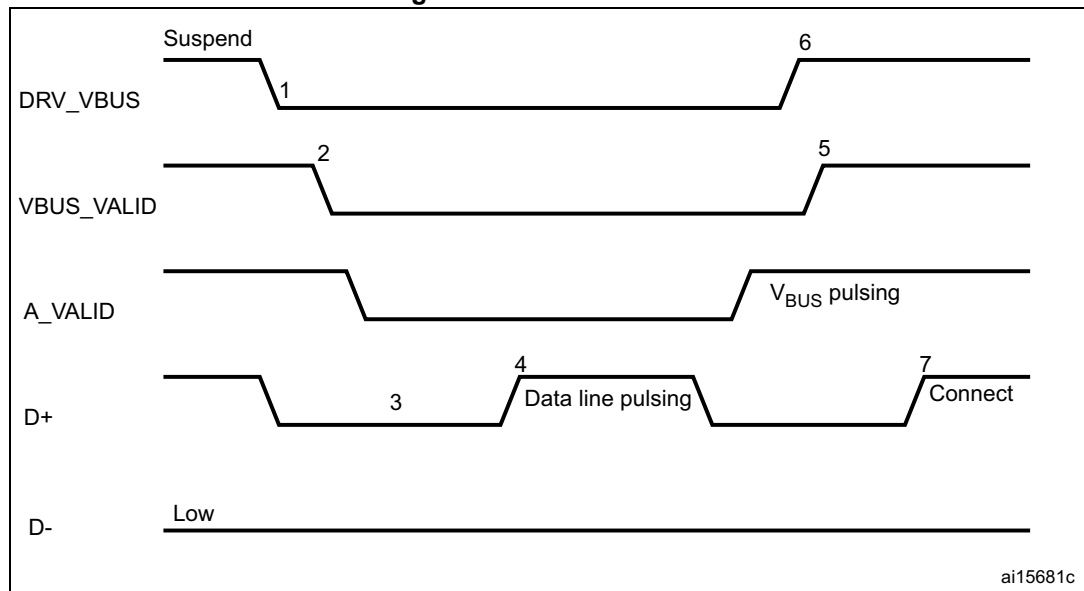 Suspend
6
DRV_VBUS
1
2
5
VBUS_VALID
A_VALID
VBUS pulsing
4
7
D+
3
Data line pulsing
Connect
D-
Low
ai15681c